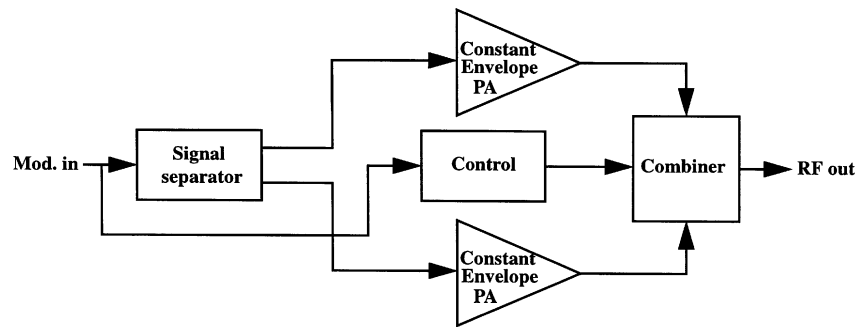 Mod. in
Signal
separator
Constant
Envelope
PA
Control
Constant
Envelope
PA
Combiner
RF out